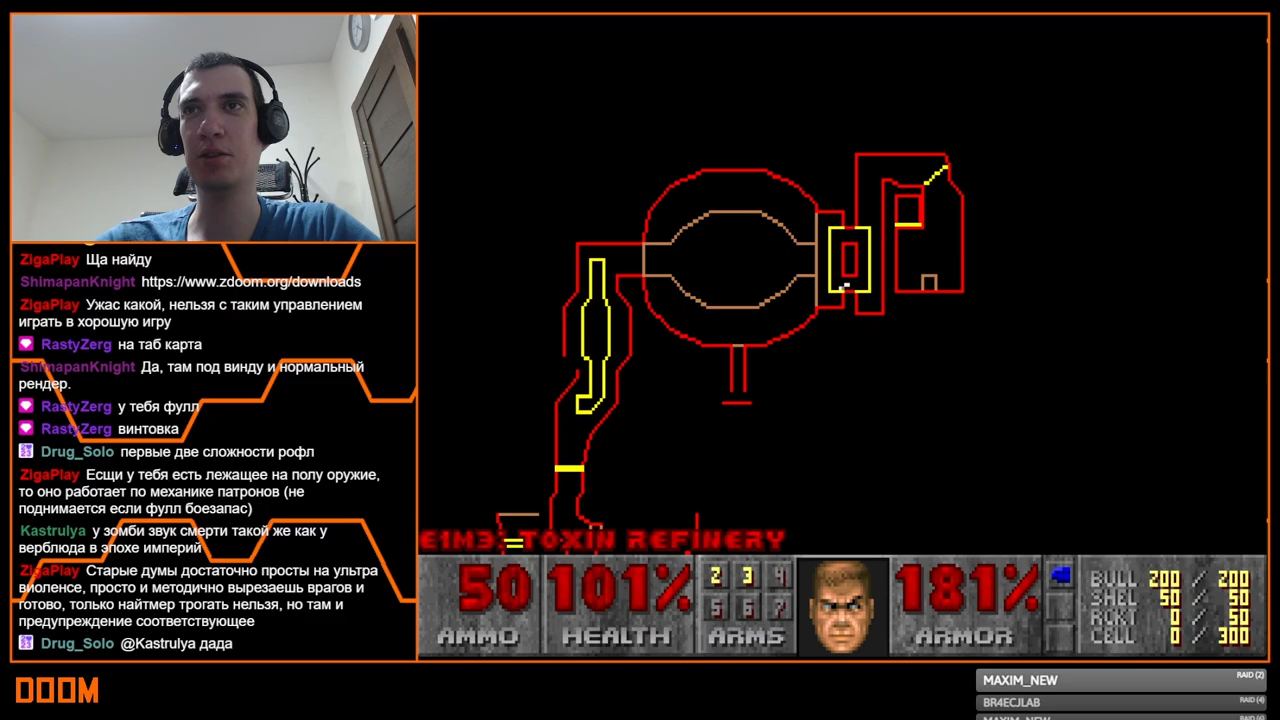 ZigaPlay Ща найду
ShimapanKnight https://www.zdoom.org/downloads
ZigaPlay Ужас какой, нельзя с таким управлением
играть в хорошую игру
RastyZerg на таб карта
ShimapanKnight Да, там под винду и нормальный
рендер.
RastyZerg у тебя фулл
RastyZerg винтовка
Drug_Solo первые две сложности рофл
ZigaPlay Есщи у тебя есть лежащее на полу оружие,
то оно работает по механике патронов (не
поднимается если фулл боезапас)
Kastrulya у зомби звук смерти такой же как у
верблюда в эпохе империй
ZigaPlay Старые думы достаточно просты на ультра
виоленсе, просто и методично вырезаешь врагов и
готово, только найтмер трогать нельзя, но там и
предупреждение соответствующее
Drug_Solo @Kastrulya дада
E1M3: TOXIN REFINERY
50 101% 2 3 4 181%
5 6 7
AMMO HEALTH ARMS ARMOR
BULL 200 / 200
SHEL 50 / 50
RCKT 0 / 50
CELL 0 / 300
DOOM
MAXIM_NEW RAID (2)
BR4ECJLAB RAID (4)